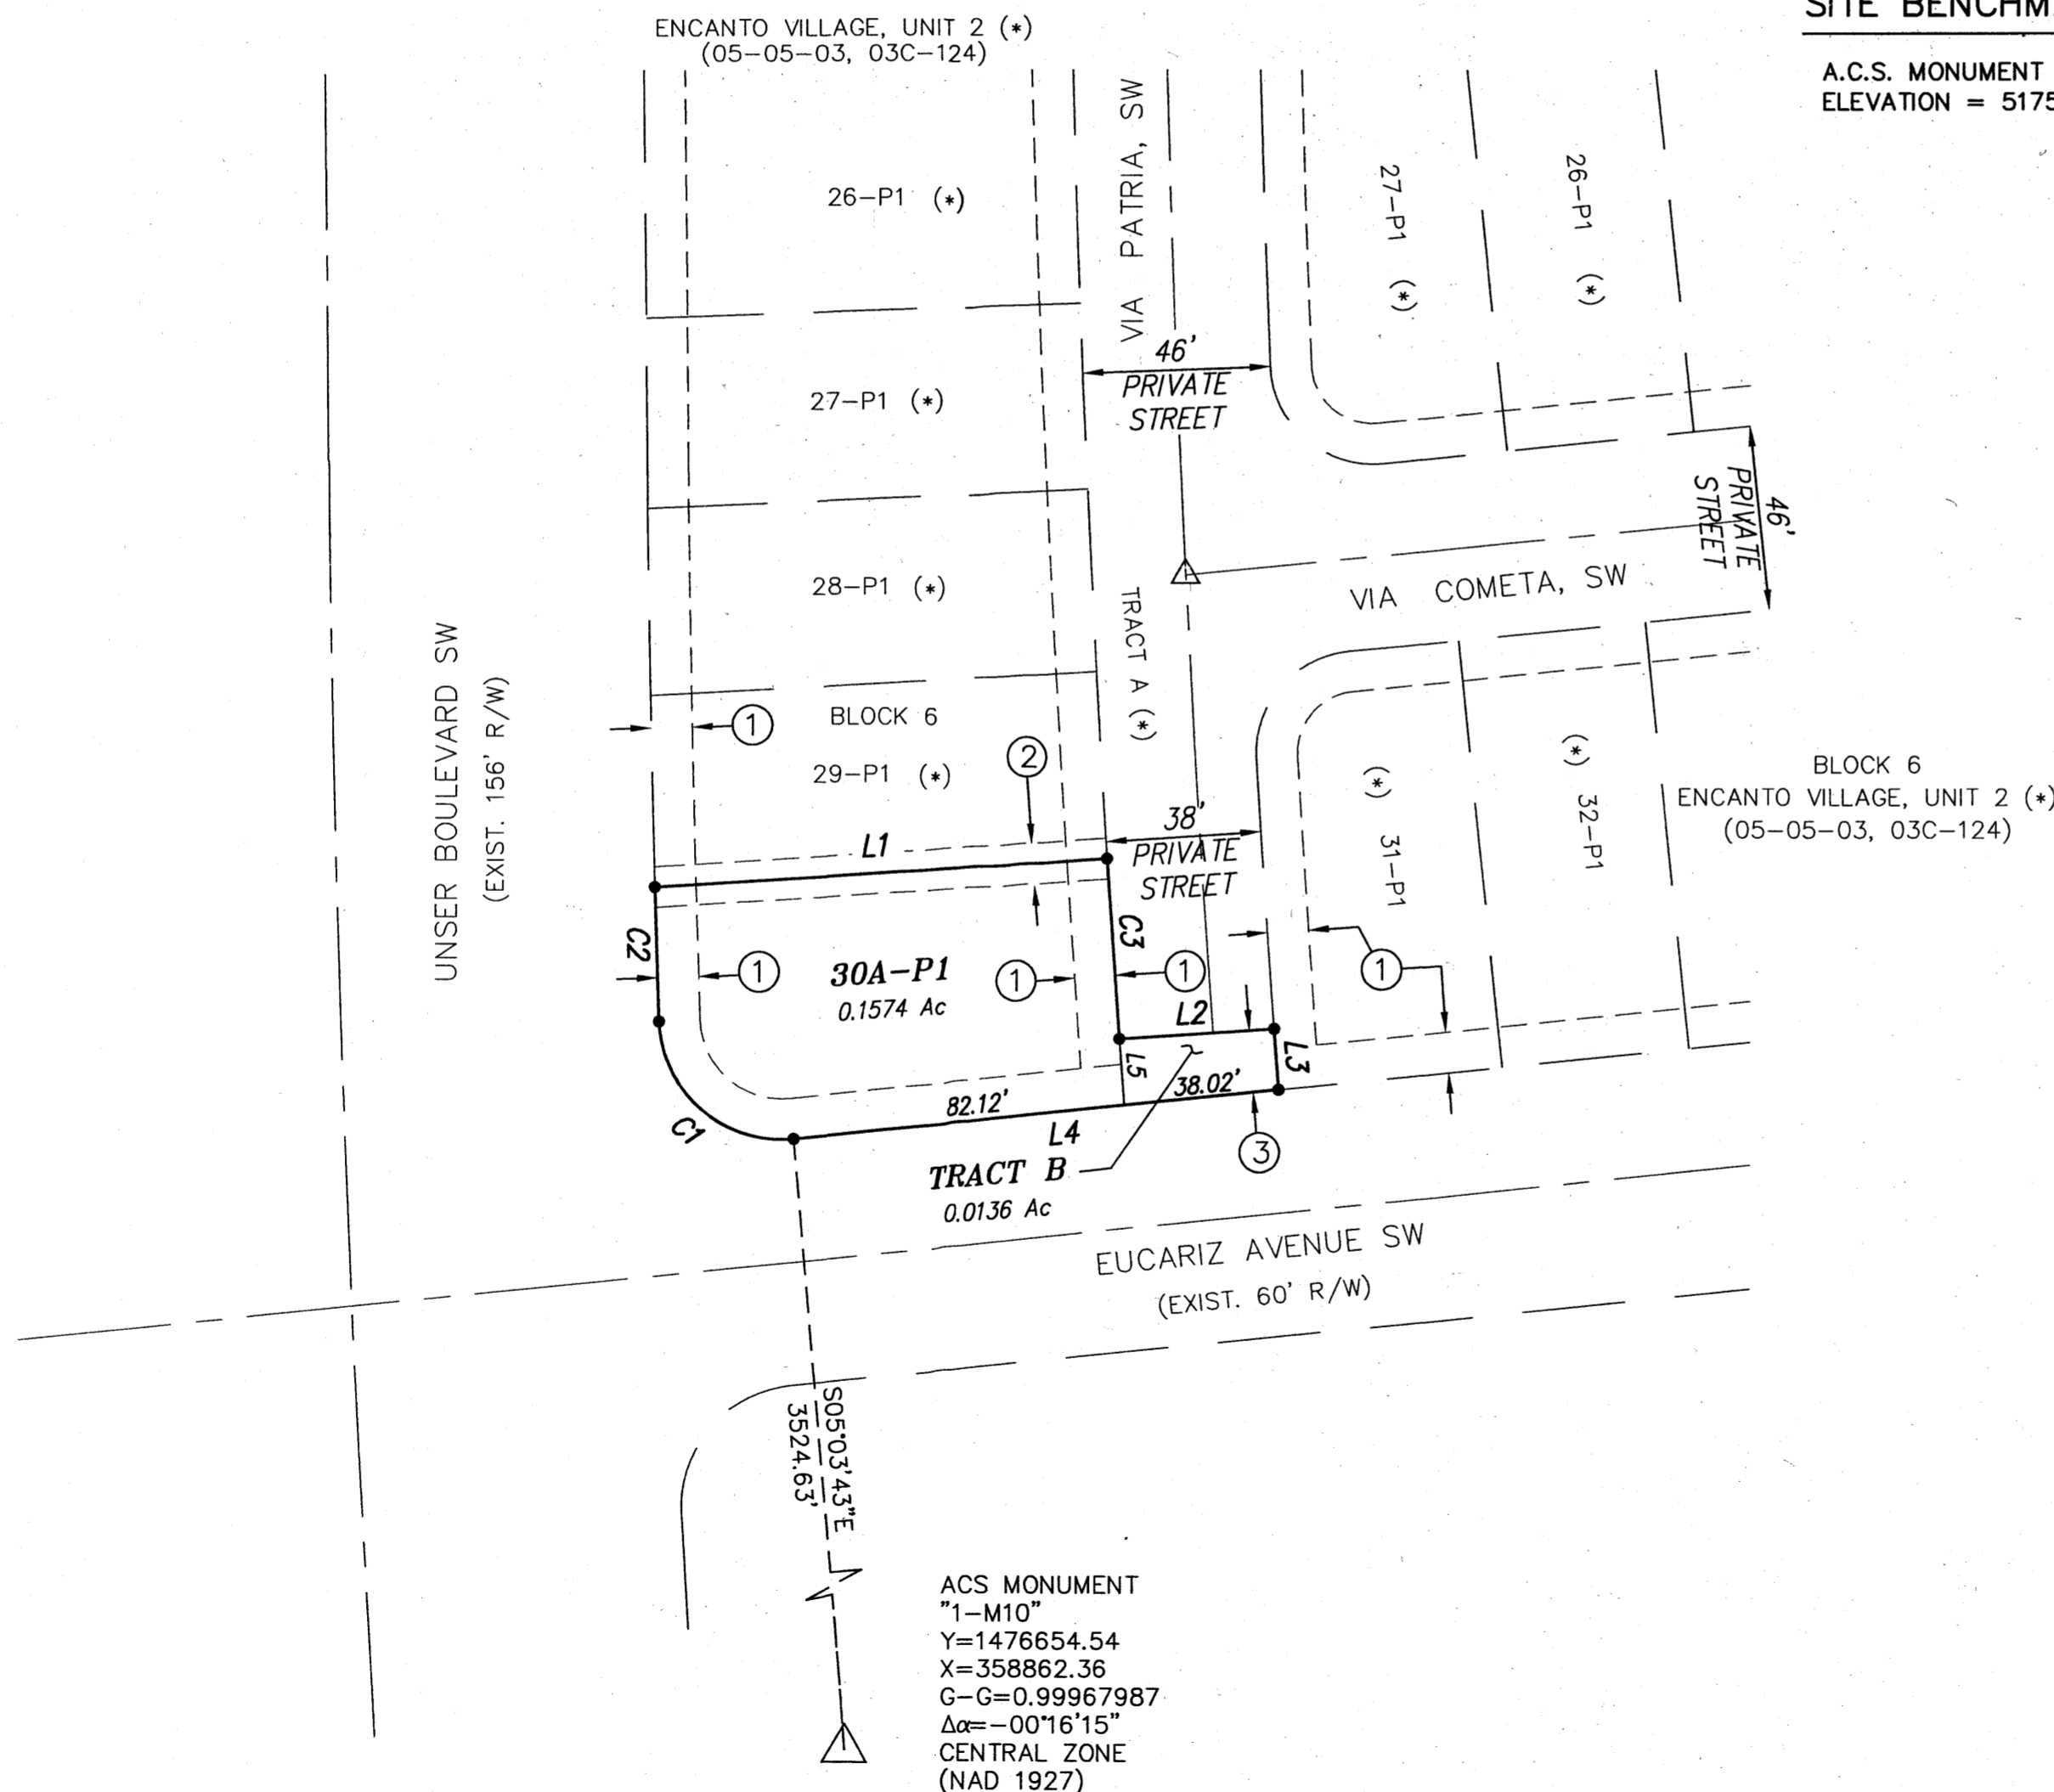 SITE BENCHM
A.C.S. MONUMENT
ELEVATION = 5175
ENCANTO VILLAGE, UNIT 2 (*)
(05-05-03, 03C-124)
26-P1 (*)
VIA PATRIA, SW
27-P1 (*)
26-P1 (*)
46'
PRIVATE
STREET
27-P1 (*)
46'
PRIVATE
STREET
28-P1 (*)
TRACT A (*)
VIA COMETA, SW
UNSER BOULEVARD SW
(EXIST. 156' R/W)
1
BLOCK 6
29-P1 (*)
2
38'
PRIVATE
STREET
(*) 31-P1
(*) 32-P1
BLOCK 6
ENCANTO VILLAGE, UNIT 2 (*)
(05-05-03, 03C-124)
L1
C2
C3
1
30A-P1
0.1574 Ac
1
1
1
L2
L3
L5
82.12'
38.02'
C1
L4
3
TRACT B
0.0136 Ac
EUCARIZ AVENUE SW
(EXIST. 60' R/W)
S05°03'43"E
3524.63'
ACS MONUMENT
"1-M10"
Y=1476654.54
X=358862.36
G-G=0.99967987
Δα=-00°16'15"
CENTRAL ZONE
(NAD 1927)